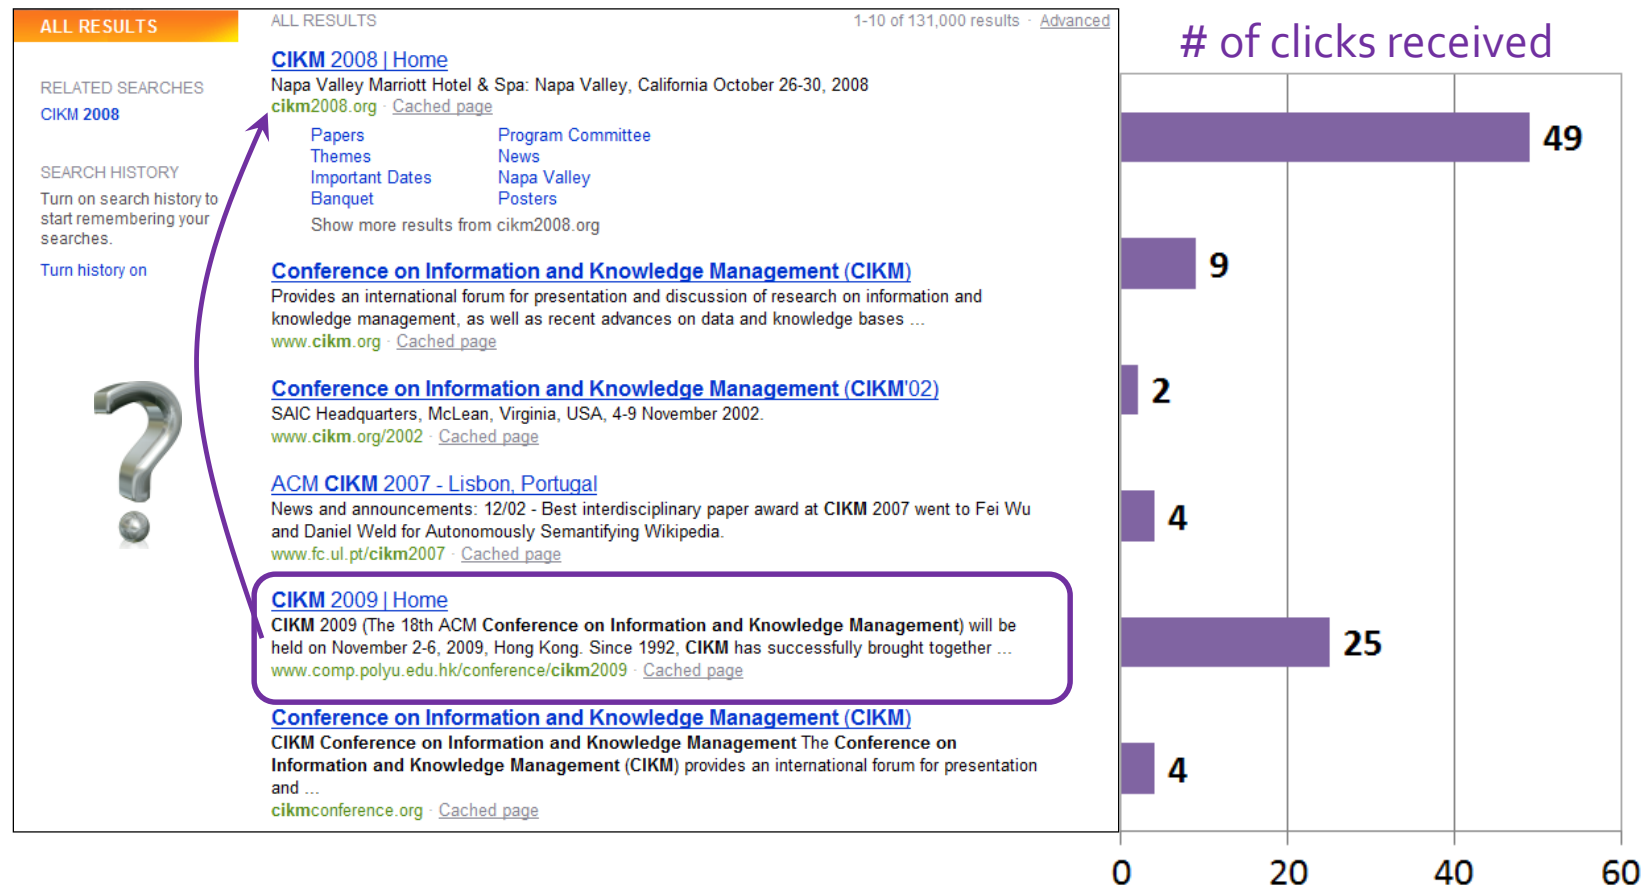 ALL RESULTS
RELATED SEARCHES
CIKM 2008
SEARCH HISTORY
Turn on search history to
start remembering your
searches.
Turn history on
ALL RESULTS
1-10 of 131,000 results · Advanced
CIKM 2008 | Home
Napa Valley Marriott Hotel & Spa: Napa Valley, California October 26-30, 2008
cikm2008.org · Cached page
Papers Program Committee
Themes News
Important Dates Napa Valley
Banquet Posters
Show more results from cikm2008.org
Conference on Information and Knowledge Management (CIKM)
Provides an international forum for presentation and discussion of research on information and
knowledge management, as well as recent advances on data and knowledge bases ...
www.cikm.org · Cached page
Conference on Information and Knowledge Management (CIKM'02)
SAIC Headquarters, McLean, Virginia, USA, 4-9 November 2002.
www.cikm.org/2002 · Cached page
ACM CIKM 2007 - Lisbon, Portugal
News and announcements: 12/02 - Best interdisciplinary paper award at CIKM 2007 went to Fei Wu
and Daniel Weld for Autonomously Semantifying Wikipedia.
www.fc.ul.pt/cikm2007 · Cached page
CIKM 2009 | Home
CIKM 2009 (The 18th ACM Conference on Information and Knowledge Management) will be
held on November 2-6, 2009, Hong Kong. Since 1992, CIKM has successfully brought together ...
www.comp.polyu.edu.hk/conference/cikm2009 · Cached page
Conference on Information and Knowledge Management (CIKM)
CIKM Conference on Information and Knowledge Management The Conference on
Information and Knowledge Management (CIKM) provides an international forum for presentation
and ...
cikmconference.org · Cached page
# of clicks received
49
9
2
4
25
4
0 20 40 60